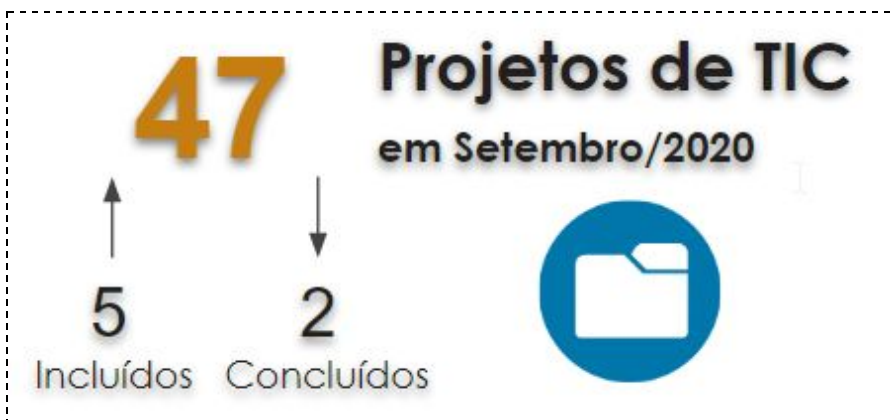 47
Projetos de TIC
em Setembro/2020
5
2
Incluídos
Concluídos